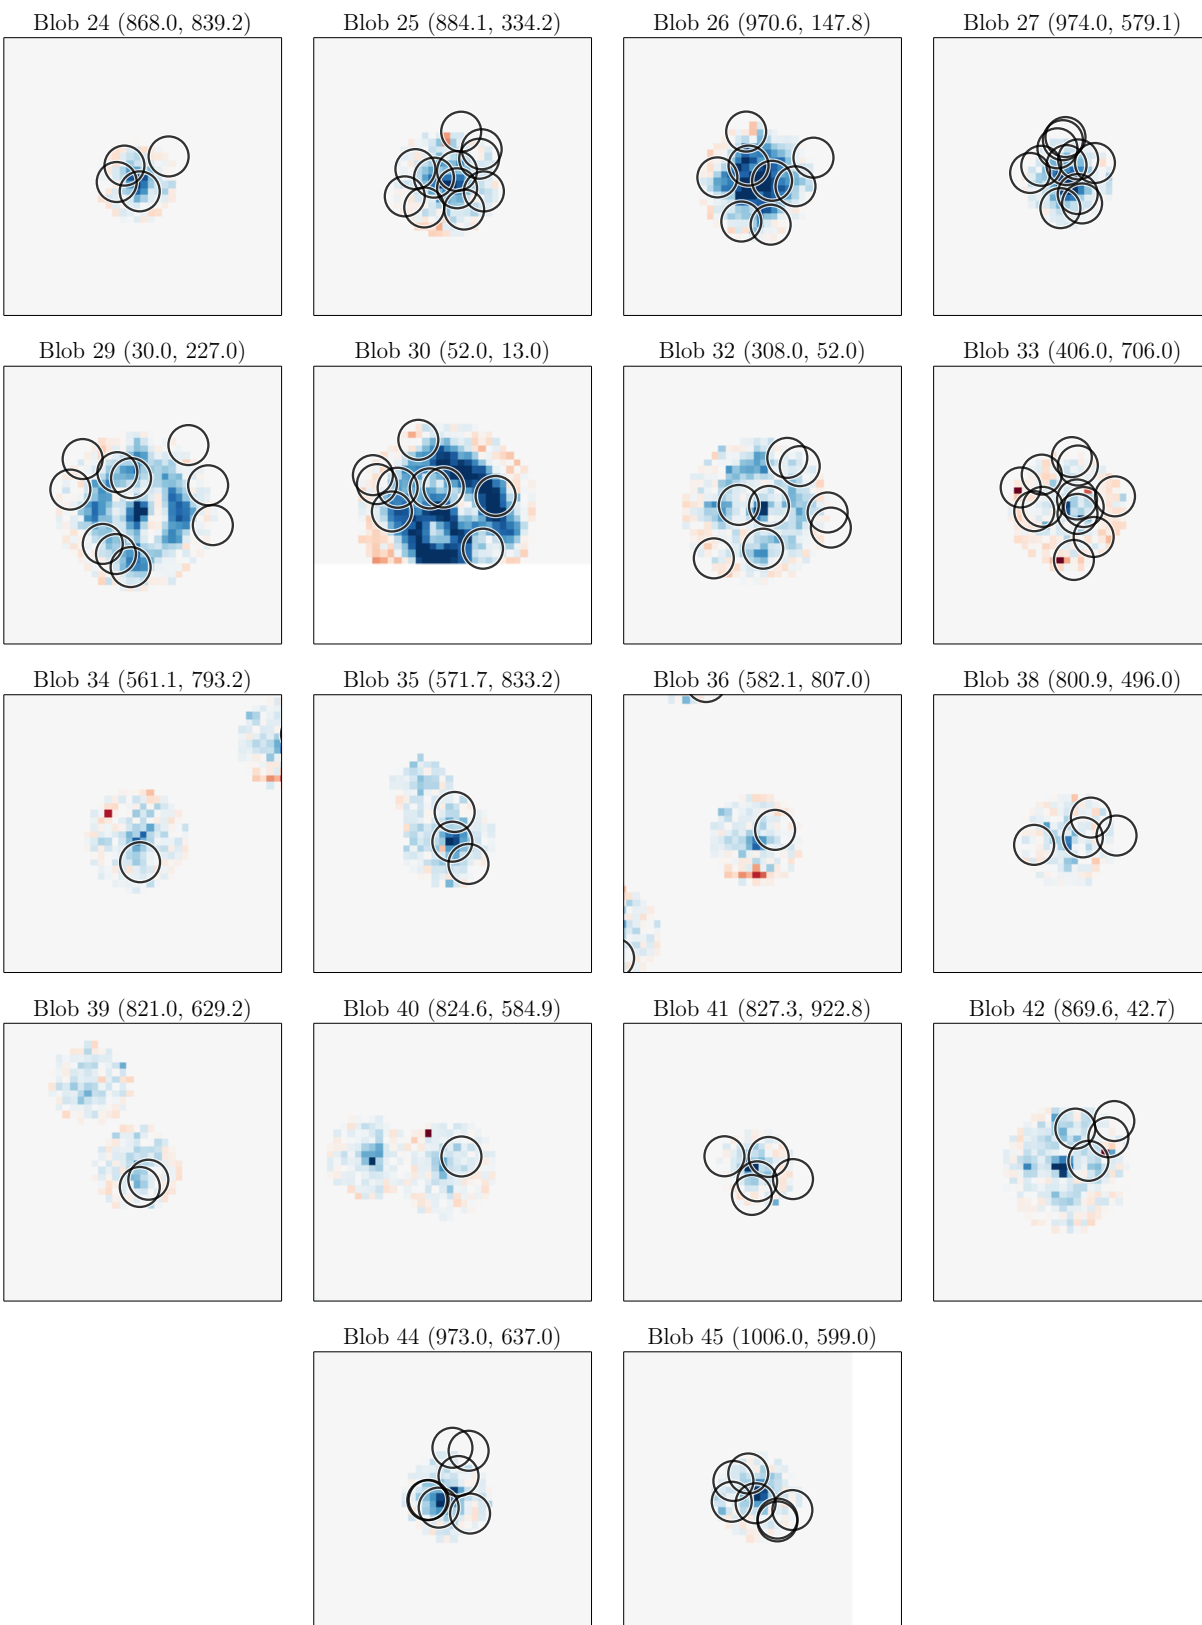 Blob 24 (868.0, 839.2)
Blob 25 (884.1, 334.2)
Blob 26 (970.6, 147.8)
Blob 27 (974.0, 579.1)
Blob 29 (30.0, 227.0)
Blob 30 (52.0, 13.0)
Blob 32 (308.0, 52.0)
Blob 33 (406.0, 706.0)
Blob 34 (561.1, 793.2)
Blob 35 (571.7, 833.2)
Blob 36 (582.1, 807.0)
Blob 38 (800.9, 496.0)
Blob 39 (821.0, 629.2)
Blob 40 (824.6, 584.9)
Blob 41 (827.3, 922.8)
Blob 42 (869.6, 42.7)
Blob 44 (973.0, 637.0)
Blob 45 (1006.0, 599.0)